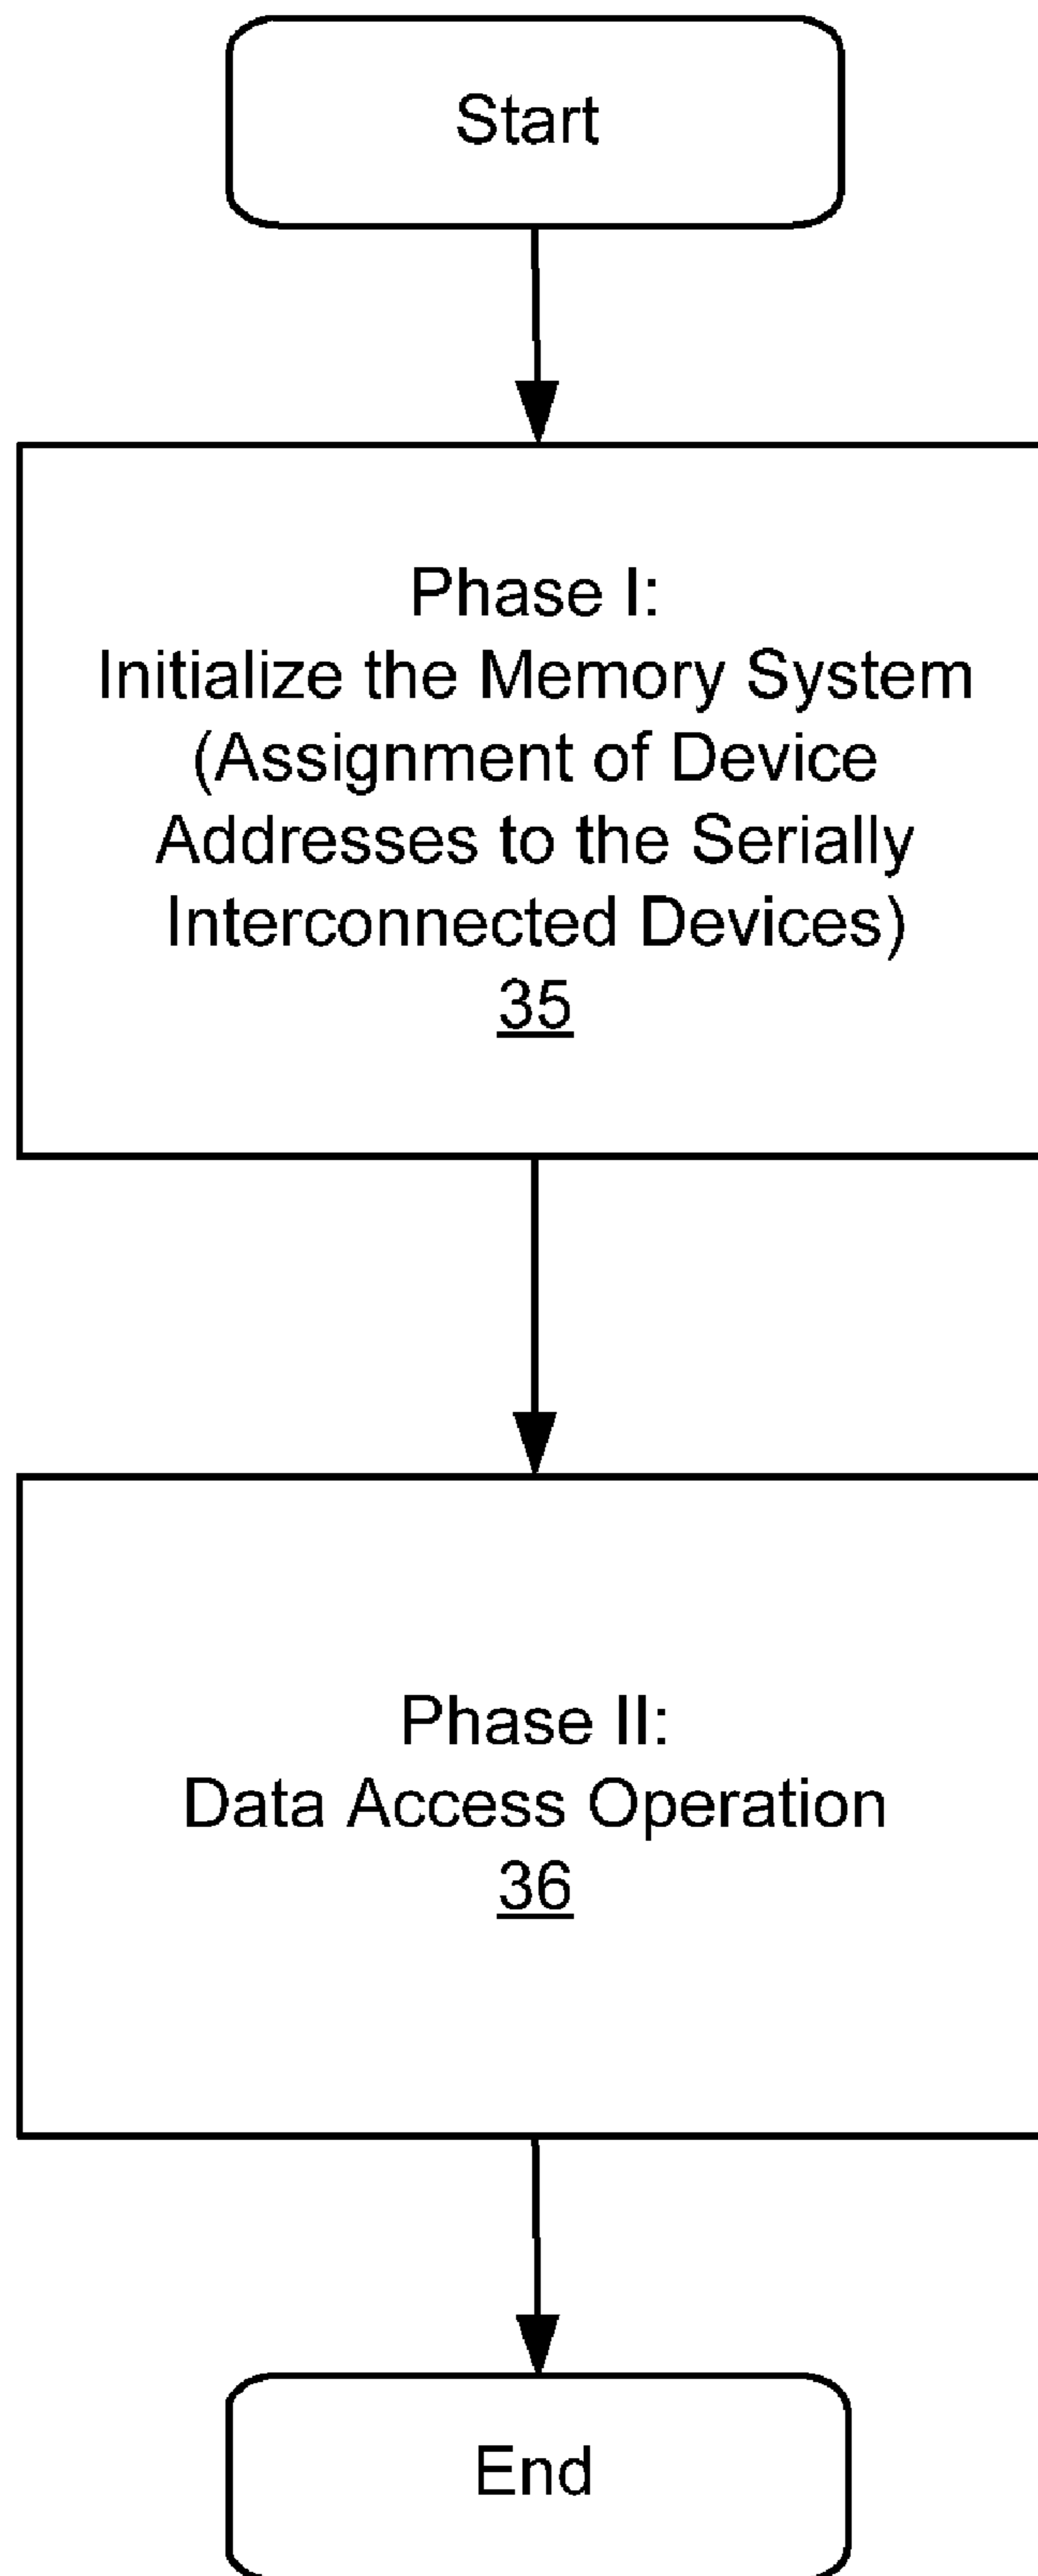 Start
Phase I:
Initialize the Memory System
(Assignment of Device
Addresses to the Serially
Interconnected Devices)
35
Phase II:
Data Access Operation
36
End